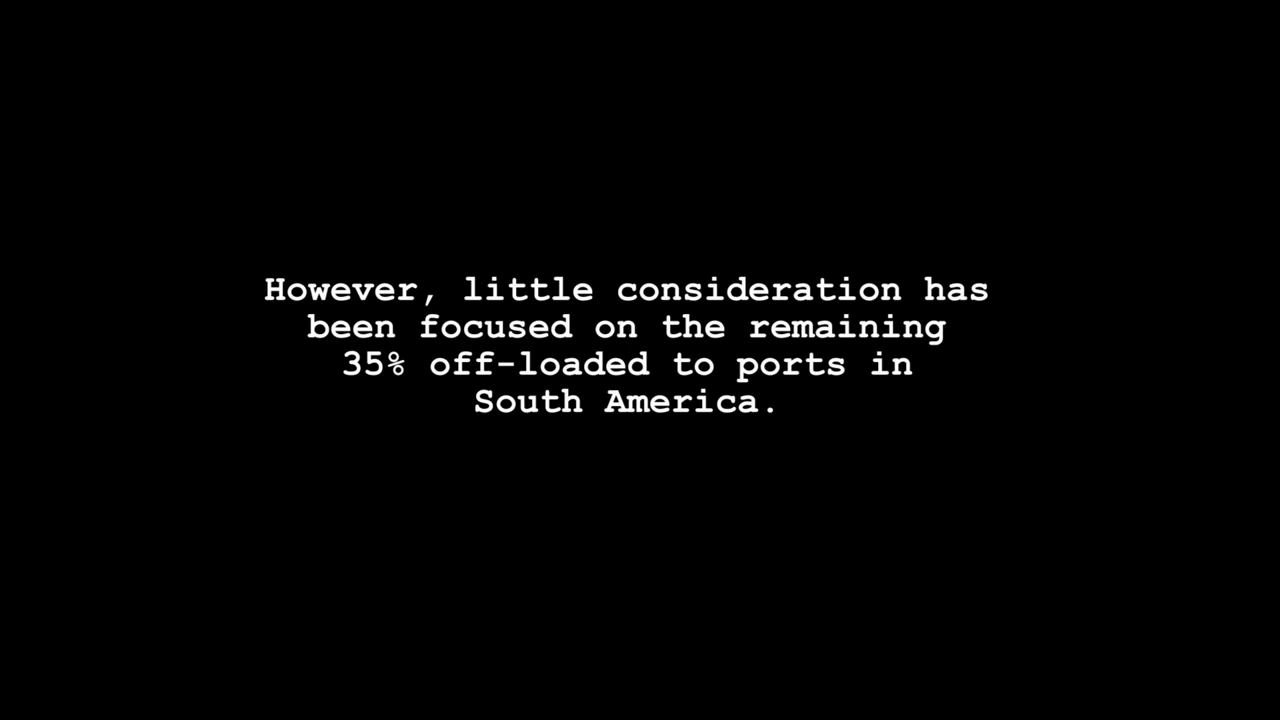 However, little consideration has
been focused on the remaining
35% off-loaded to ports in
South America.